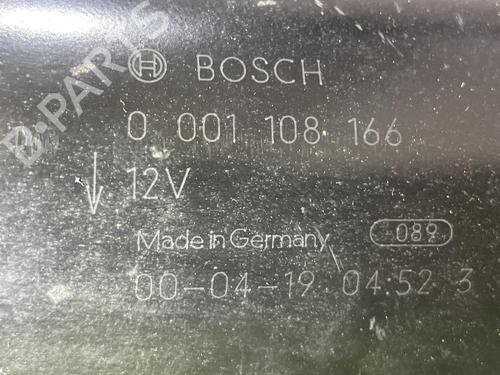 B-PARTS
BOSCH
0 001 108 166
12V
Made in Germany 089
00-04-19 04:52 3